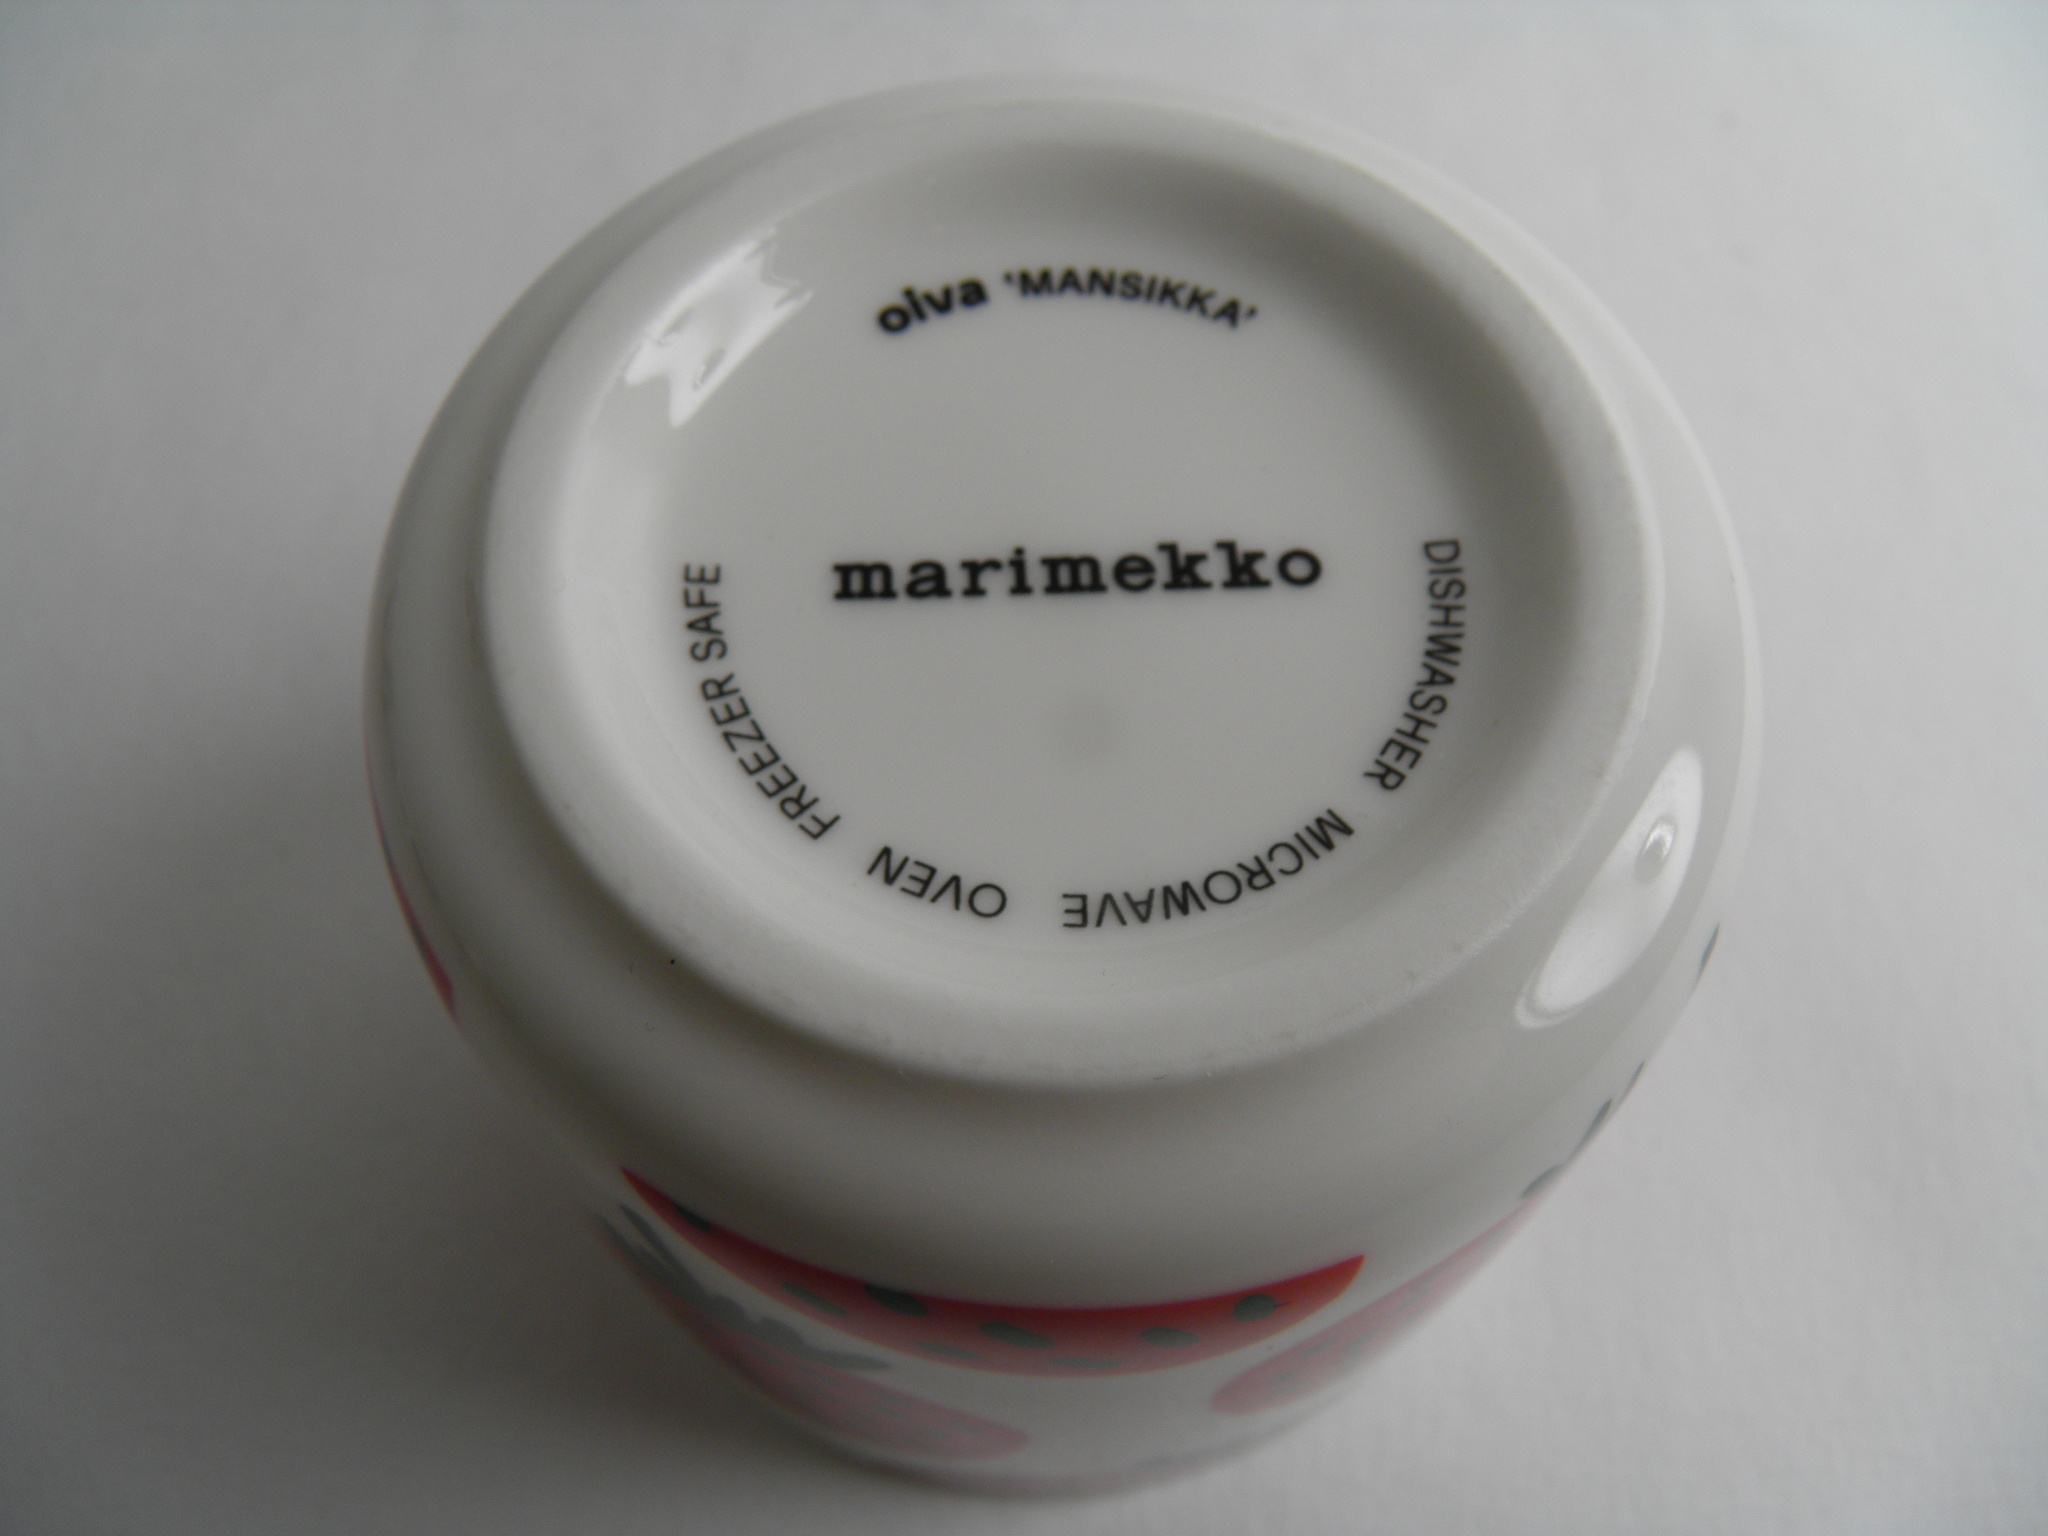 oiva 'MANSIKKA'
marimekko
DISHWASHER MICROWAVE OVEN FREEZER SAFE